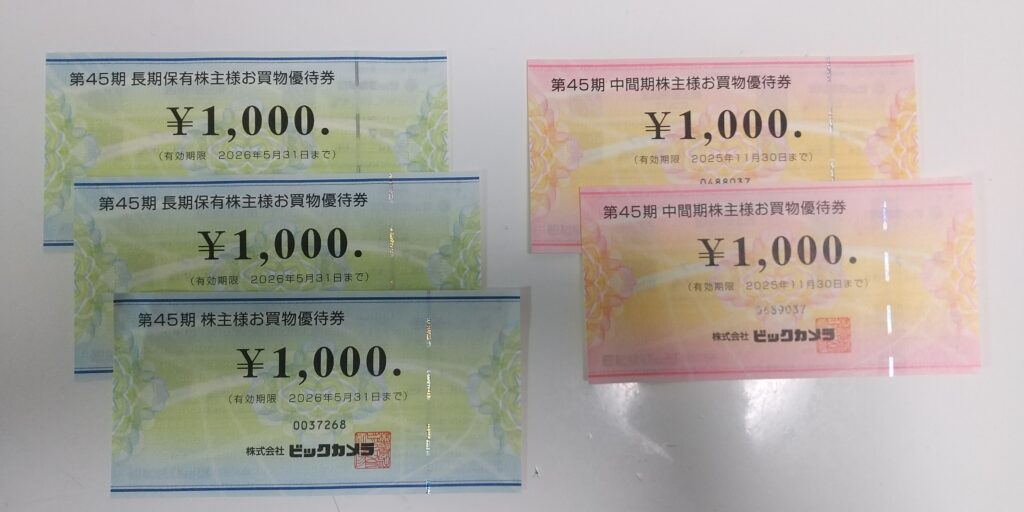 第45期 長期保有株主様お買物優待券
¥1,000.
(有効期限 2026年5月31日まで)
第45期 長期保有株主様お買物優待券
¥1,000.
(有効期限 2026年5月31日まで)
第45期 株主様お買物優待券
¥1,000.
(有効期限 2026年5月31日まで)
0037268
株式会社 ビックカメラ
第45期 中間期株主様お買物優待券
¥1,000.
(有効期限 2025年11月30日まで)
第45期 中間期株主様お買物優待券
¥1,000.
(有効期限 2025年11月30日まで)
株式会社 ビックカメラ